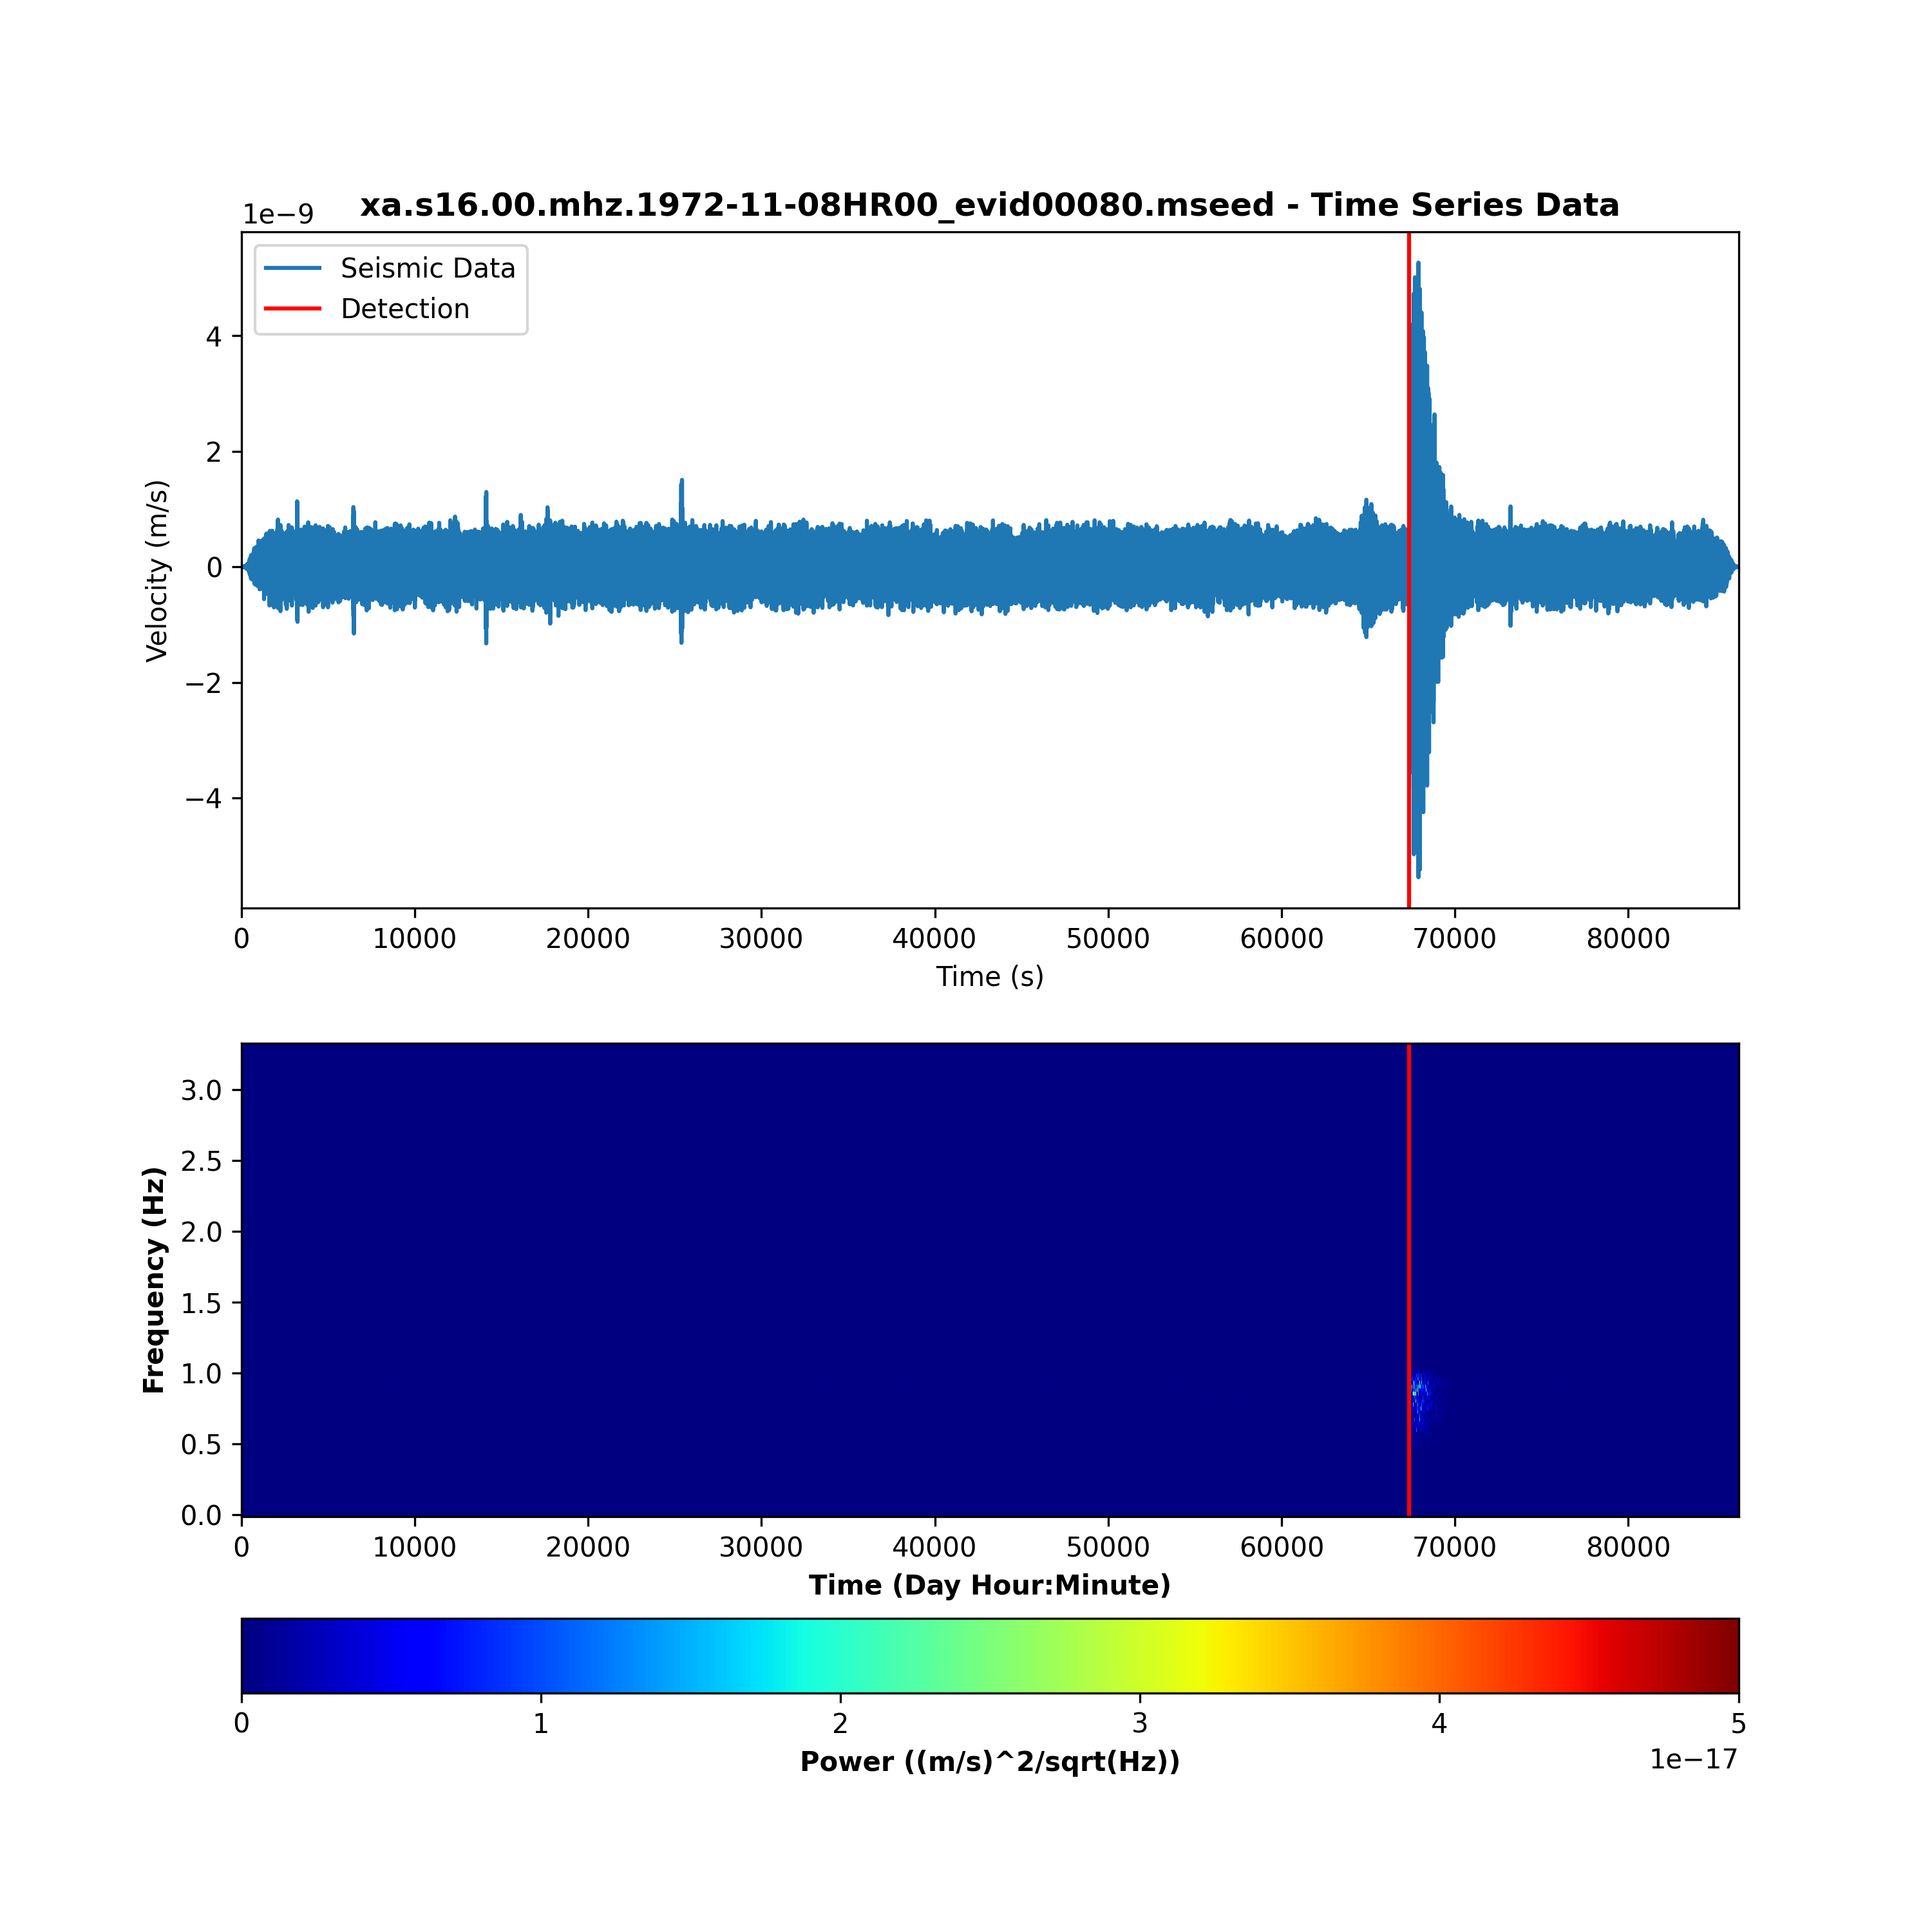 xa.s16.00.mhz.1972-11-08HR00_evid00080.mseed - Time Series Data
1e−9
Seismic Data
Detection
4
2
0
−2
−4
Velocity (m/s)
0 10000 20000 30000 40000 50000 60000 70000 80000
Time (s)
3.0
2.5
2.0
1.5
1.0
0.5
0.0
Frequency (Hz)
0 10000 20000 30000 40000 50000 60000 70000 80000
Time (Day Hour:Minute)
0 1 2 3 4 5
1e−17
Power ((m/s)^2/sqrt(Hz))